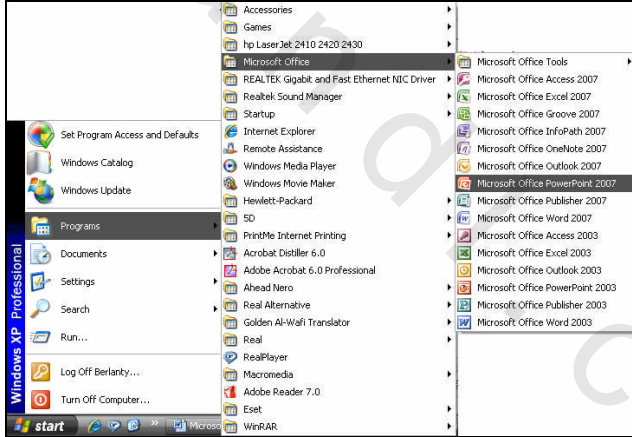 Set Program Access and Defaults
Windows Catalog
Windows Update
Programs
Documents
Settings
Search
Run...
Log Off Berlanty...
Turn Off Computer...
Windows XP Professional
start
Accessories
Games
hp LaserJet 2410 2420 2430
Microsoft Office
REALTEK Gigabit and Fast Ethernet NIC Driver
Realtek Sound Manager
Startup
Internet Explorer
Remote Assistance
Windows Media Player
Windows Movie Maker
Hewlett-Packard
5D
PrintMe Internet Printing
Acrobat Distiller 6.0
Adobe Acrobat 6.0 Professional
Ahead Nero
Real Alternative
Golden Al-Wafi Translator
Real
RealPlayer
Macromedia
Adobe Reader 7.0
Eset
WinRAR
Microsoft Office Tools
Microsoft Office Access 2007
Microsoft Office Excel 2007
Microsoft Office Groove 2007
Microsoft Office InfoPath 2007
Microsoft Office OneNote 2007
Microsoft Office Outlook 2007
Microsoft Office PowerPoint 2007
Microsoft Office Publisher 2007
Microsoft Office Word 2007
Microsoft Office Access 2003
Microsoft Office Excel 2003
Microsoft Office Outlook 2003
Microsoft Office PowerPoint 2003
Microsoft Office Publisher 2003
Microsoft Office Word 2003